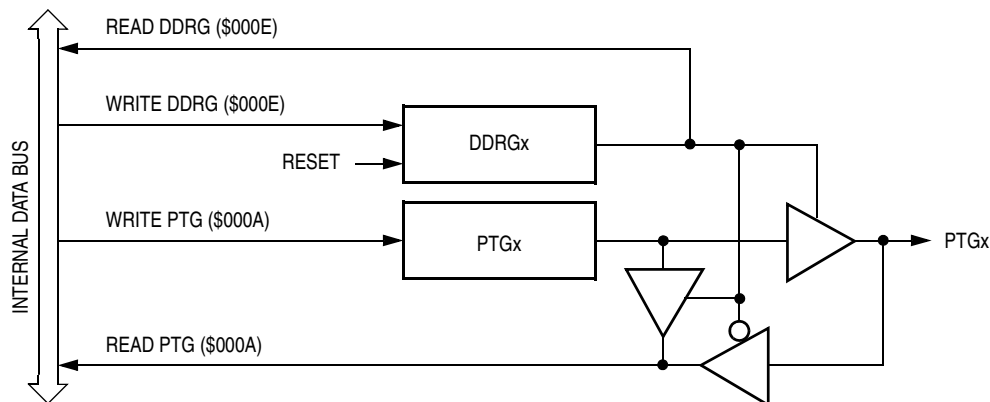 READ DDRG ($000E)
WRITE DDRG ($000E)
DDRGx
RESET
INTERNAL DATA BUS
WRITE PTG ($000A)
PTGx
PTGx
READ PTG ($000A)